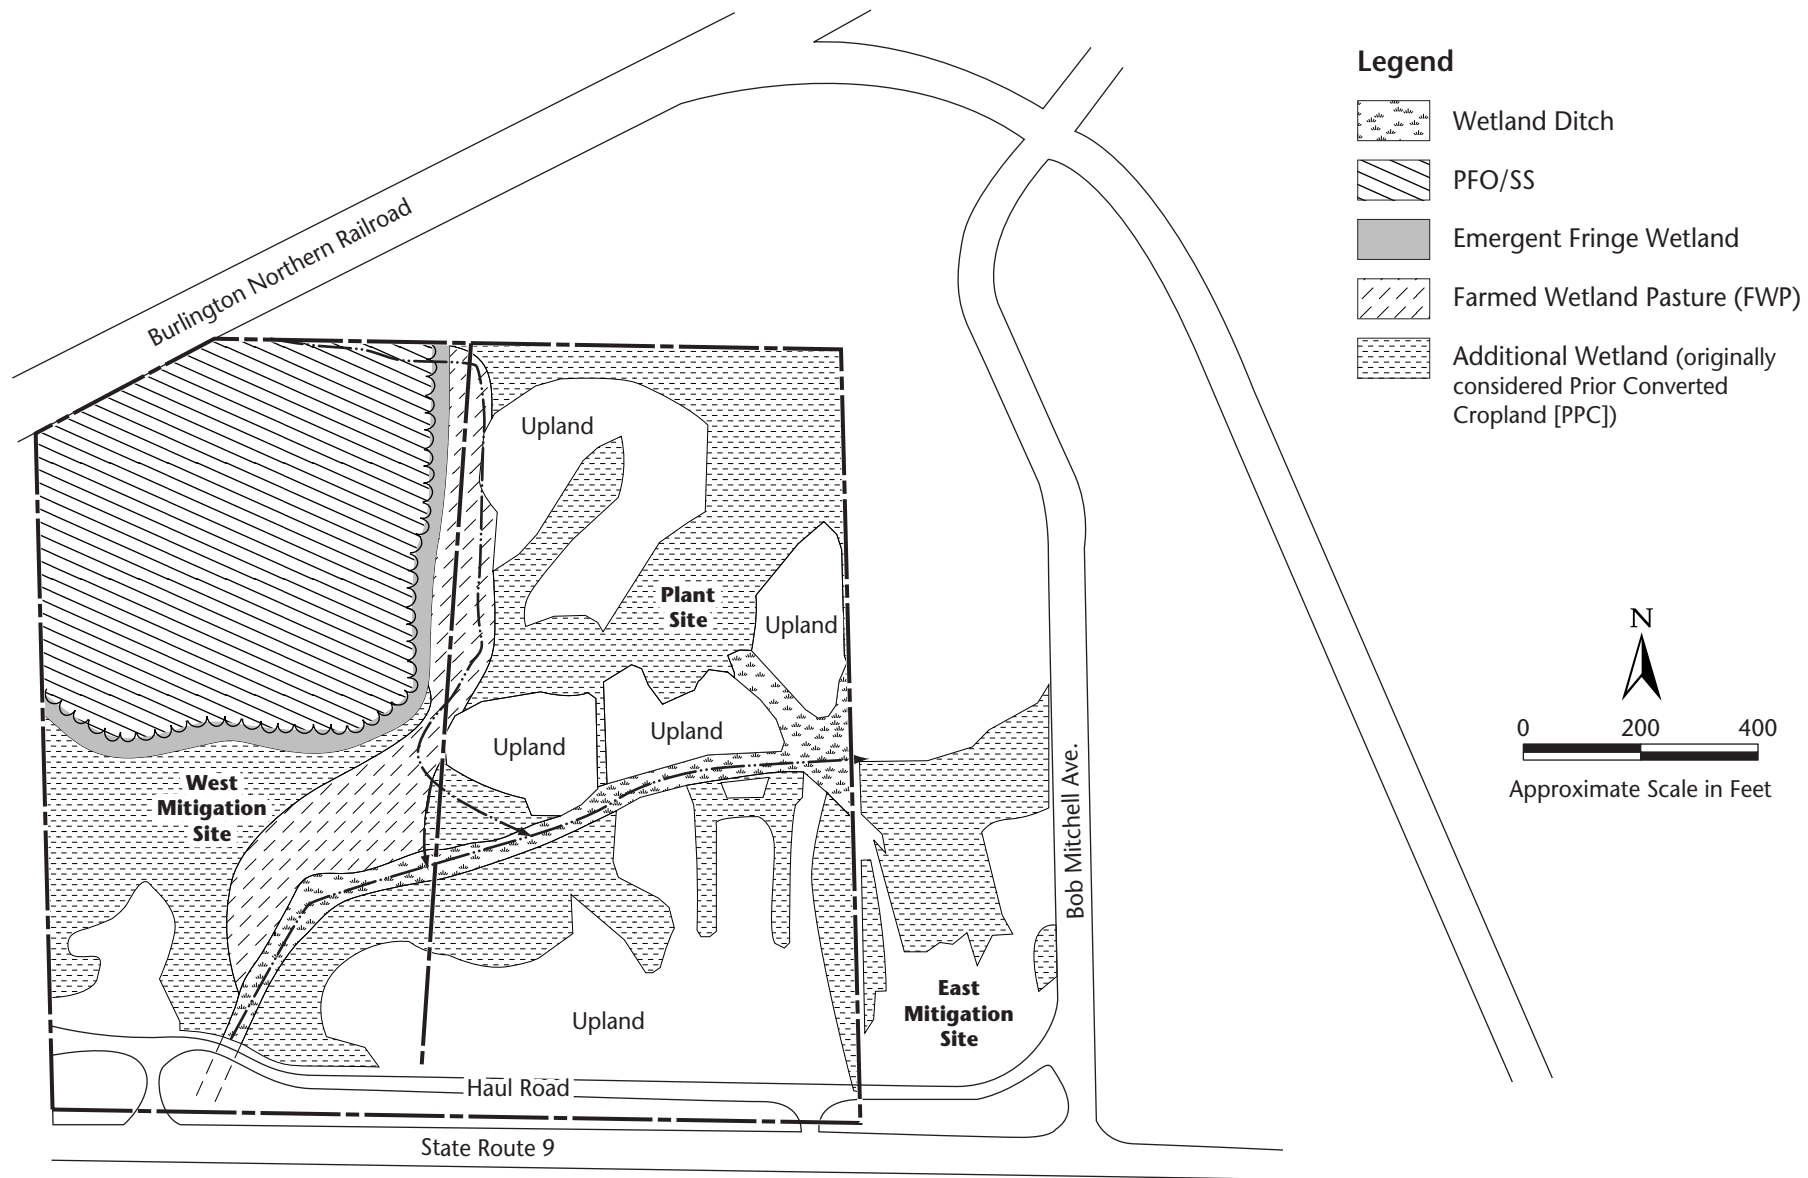 Legend
Wetland Ditch
PFO/SS
Emergent Fringe Wetland
Farmed Wetland Pasture (FWP)
Additional Wetland (originally
considered Prior Converted
Cropland [PPC])
Burlington Northern Railroad
Upland
Plant
Site
Upland
Upland
Upland
West
Mitigation
Site
Bob Mitchell Ave.
East
Mitigation
Site
Upland
Haul Road
State Route 9
N
0 200 400
Approximate Scale in Feet